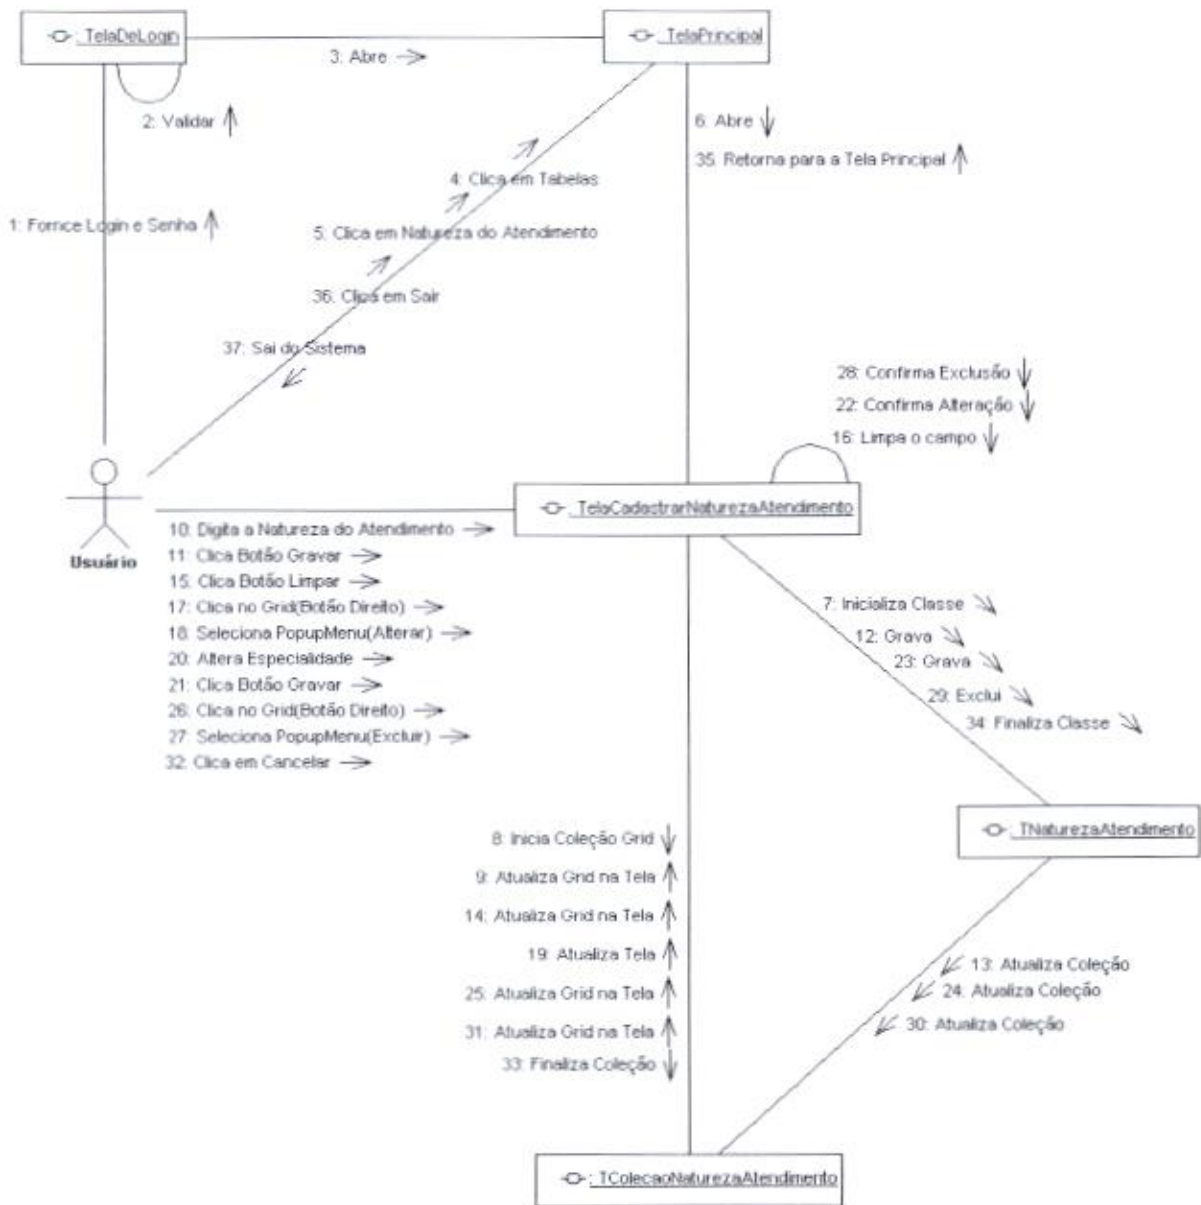 : TelaDeLogin
: TelaPrincipal
3: Abre
2: Validar
6: Abre
35: Retorna para a Tela Principal
4: Clica em Tabelas
1: Fornce Login e Senha
5: Clica em Natureza do Atendimento
36: Clica em Sair
37: Sai do Sistema
28: Confirma Exclusão
22: Confirma Alteração
16: Limpa o campo
: TelaCadastrarNaturezaAtendimento
Usuário
10: Digita a Natureza do Atendimento
11: Clica Botão Gravar
15: Clica Botão Limpar
17: Clica no Grid(Botão Direito)
18: Seleciona PopupMenu(Alterar)
20: Altera Especialidade
21: Clica Botão Gravar
26: Clica no Grid(Botão Direito)
27: Seleciona PopupMenu(Excluir)
32: Clica em Cancelar
7: Inicializa Classe
12: Grava
23: Grava
29: Exclui
34: Finaliza Classe
: TNaturezaAtendimento
8: Inicia Coleção Grid
9: Atualiza Grid na Tela
14: Atualiza Grid na Tela
19: Atualiza Tela
25: Atualiza Grid na Tela
31: Atualiza Grid na Tela
33: Finaliza Coleção
13: Atualiza Coleção
24: Atualiza Coleção
30: Atualiza Coleção
: TColecaoNaturezaAtendimento